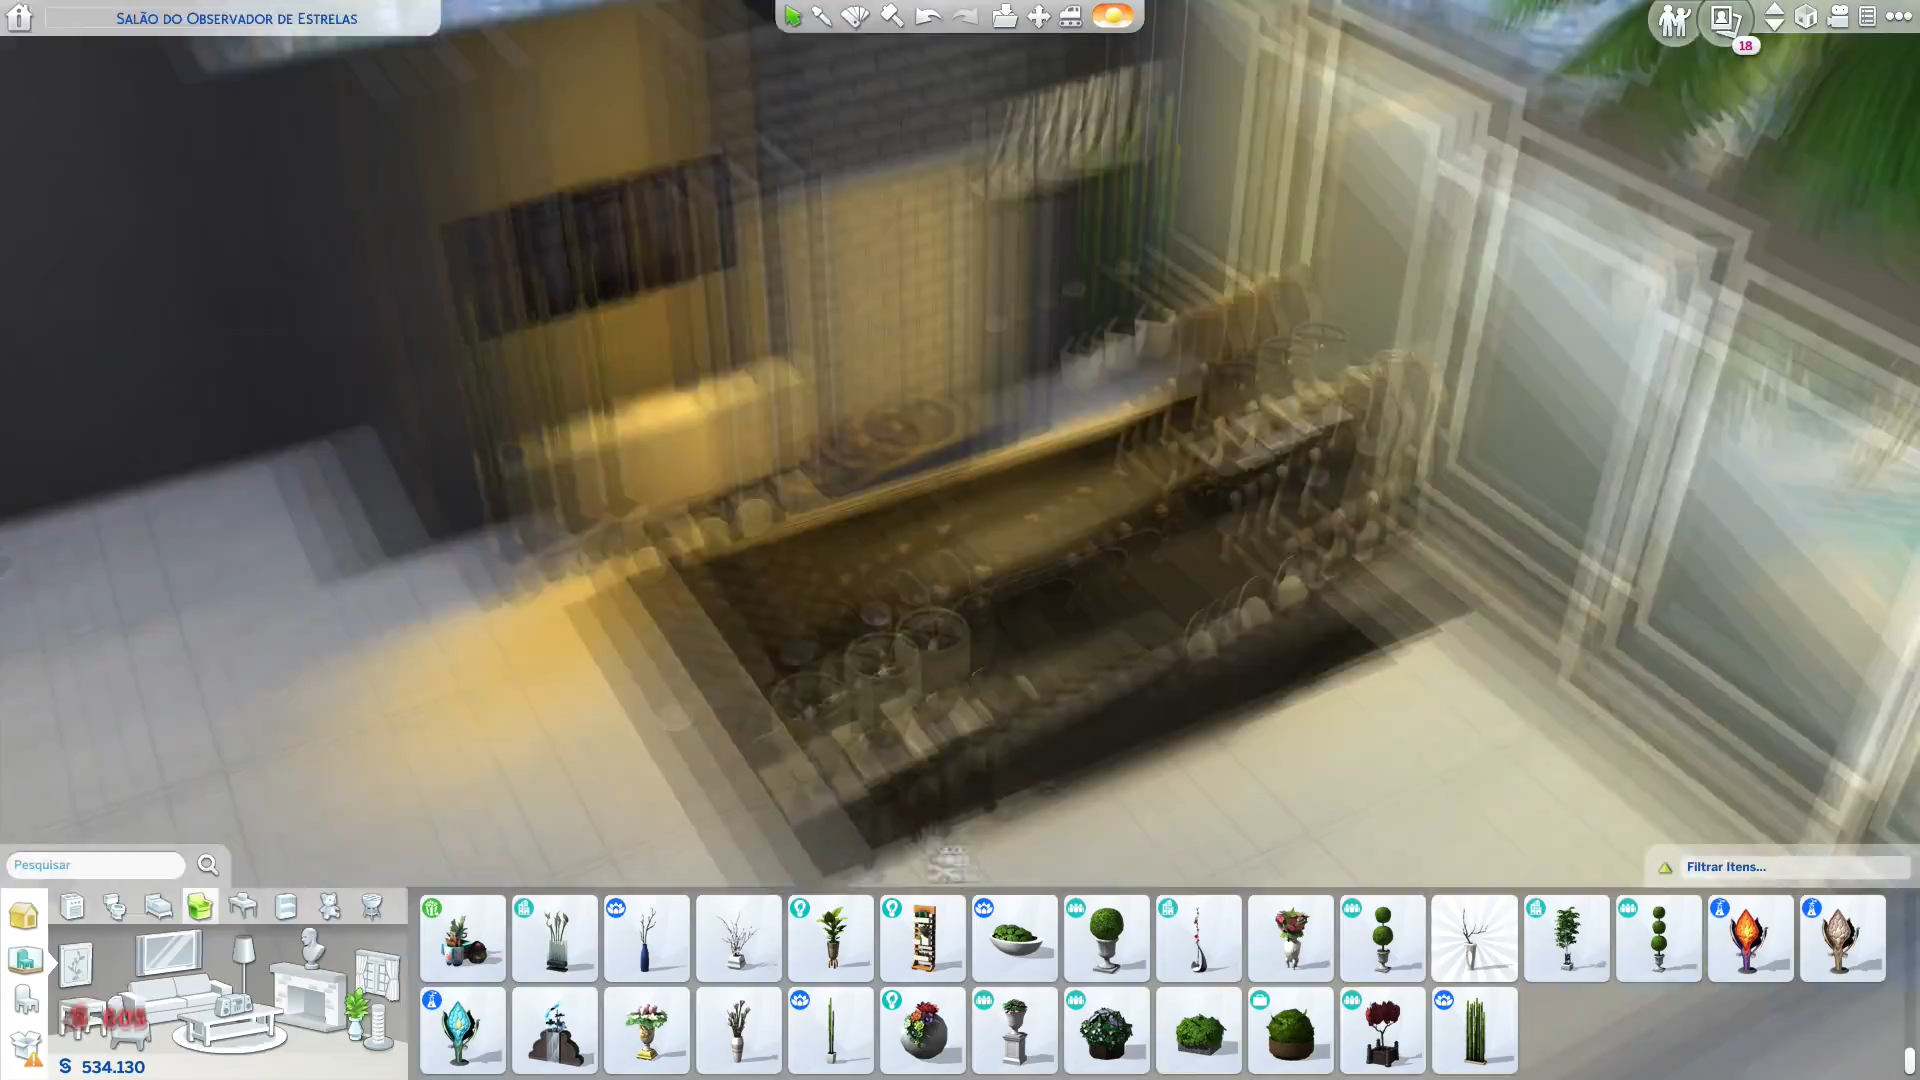 SALÃO DO OBSERVADOR DE ESTRELAS
18
Pesquisar
Filtrar Itens...
534.130